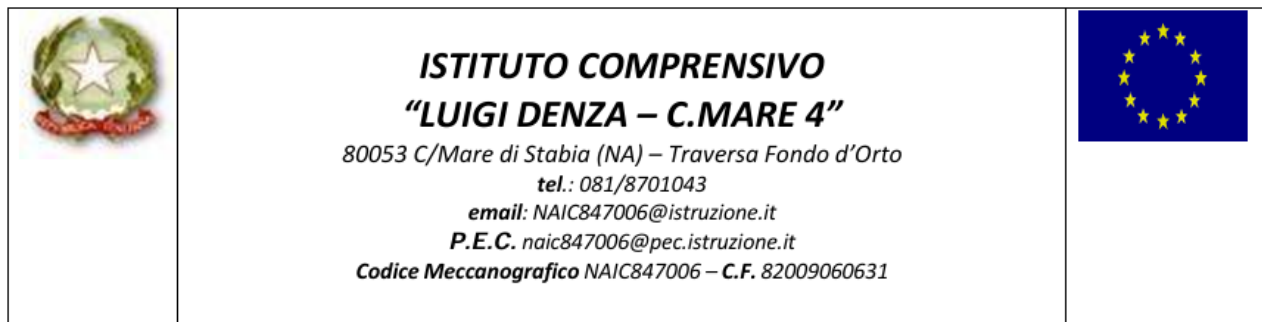 ISTITUTO COMPRENSIVO
“LUIGI DENZA – C.MARE 4”
80053 C/Mare di Stabia (NA) – Traversa Fondo d’Orto
tel.: 081/8701043
email: NAIC847006@istruzione.it
P.E.C. naic847006@pec.istruzione.it
Codice Meccanografico NAIC847006 – C.F. 82009060631